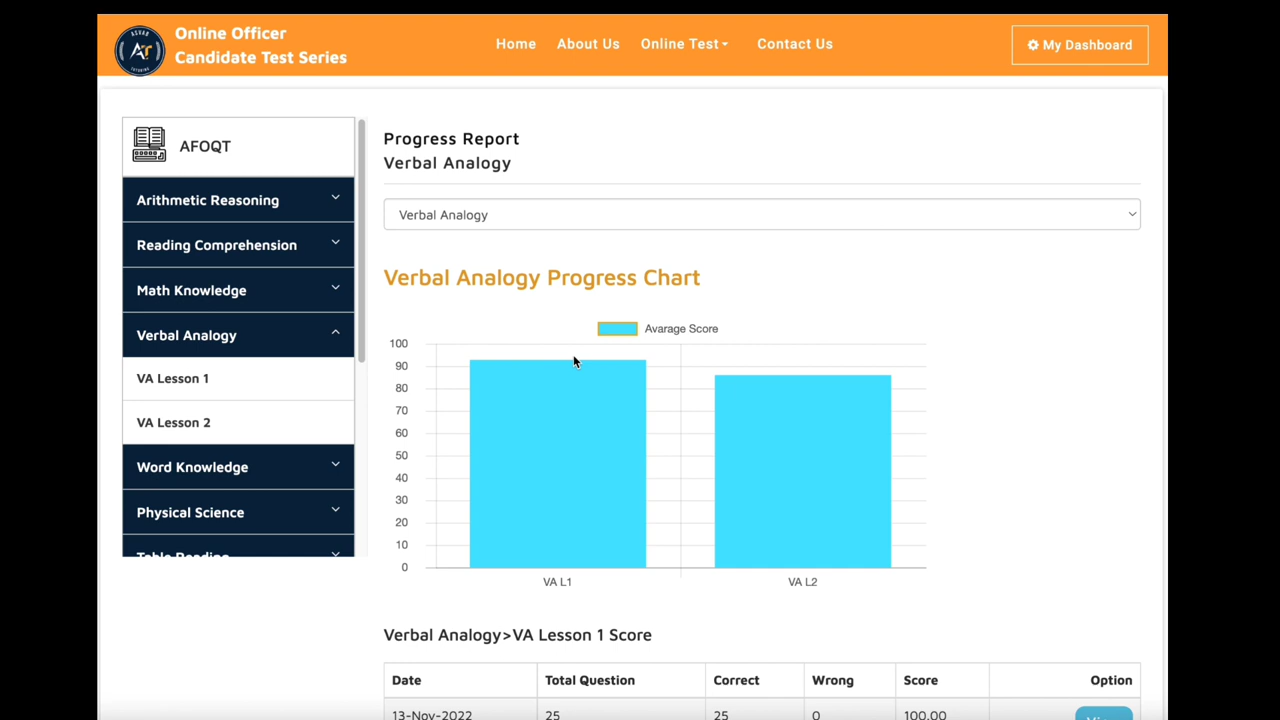 ASVAB
AT
TUTORING
Online Officer
Candidate Test Series
Home
About Us
Online Test
Contact Us
My Dashboard
AFOQT
Arithmetic Reasoning
Reading Comprehension
Math Knowledge
Verbal Analogy
VA Lesson 1
VA Lesson 2
Word Knowledge
Physical Science
Table Reading
Progress Report
Verbal Analogy
Verbal Analogy
Verbal Analogy Progress Chart
Avarage Score
100
90
80
70
60
50
40
30
20
10
0
VA L1
VA L2
Verbal Analogy>VA Lesson 1 Score
Date Total Question Correct Wrong Score Option
13-Nov-2022 25 25 0 100.00 View